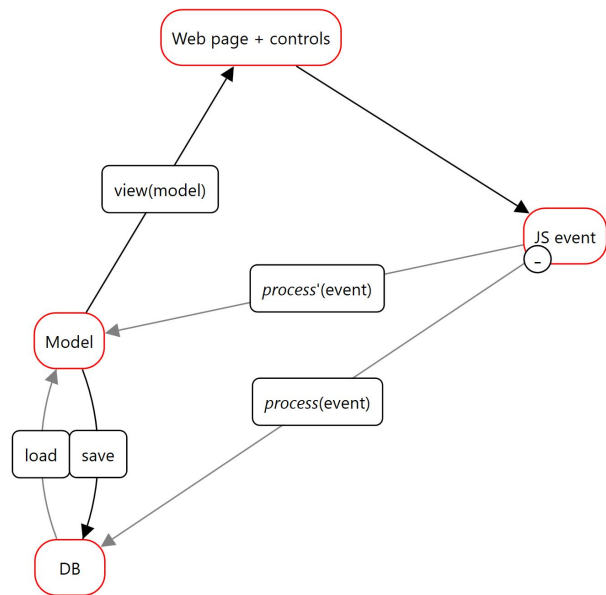 Web page + controls
view(model)
JS event
-
process'(event)
Model
process(event)
load
save
DB